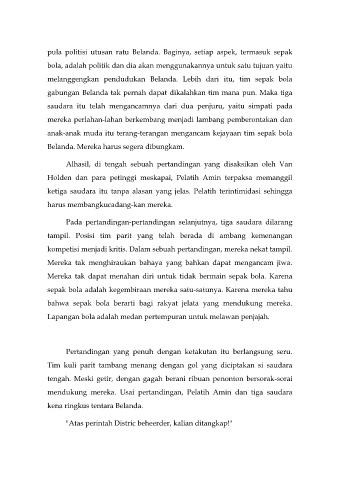 pula politisi utusan ratu Belanda. Baginya, setiap aspek, termasuk sepak
bola, adalah politik dan dia akan menggunakannya untuk satu tujuan yaitu
melanggengkan pendudukan Belanda. Lebih dari itu, tim sepak bola
gabungan Belanda tak pernah dapat dikalahkan tim mana pun. Maka tiga
saudara itu telah mengancamnya dari dua penjuru, yaitu simpati pada
mereka perlahan-lahan berkembang menjadi lambang pemberontakan dan
anak-anak muda itu terang-terangan mengancam kejayaan tim sepak bola
Belanda. Mereka harus segera dibungkam.
Alhasil, di tengah sebuah pertandingan yang disaksikan oleh Van
Holden dan para petinggi meskapai, Pelatih Amin terpaksa memanggil
ketiga saudara itu tanpa alasan yang jelas. Pelatih terintimidasi sehingga
harus membangkucadang-kan mereka.
Pada pertandingan-pertandingan selanjutnya, tiga saudara dilarang
tampil. Posisi tim parit yang telah berada di ambang kemenangan
kompetisi menjadi kritis. Dalam sebuah pertandingan, mereka nekat tampil.
Mereka tak menghiraukan bahaya yang bahkan dapat mengancam jiwa.
Mereka tak dapat menahan diri untuk tidak bermain sepak bola. Karena
sepak bola adalah kegembiraan mereka satu-satunya. Karena mereka tahu
bahwa sepak bola berarti bagi rakyat jelata yang mendukung mereka.
Lapangan bola adalah medan pertempuran untuk melawan penjajah.
Pertandingan yang penuh dengan ketakutan itu berlangsung seru.
Tim kuli parit tambang menang dengan gol yang diciptakan si saudara
tengah. Meski getir, dengan gagah berani ribuan penonton bersorak-sorai
mendukung mereka. Usai pertandingan, Pelatih Amin dan tiga saudara
kena ringkus tentara Belanda.
"Atas perintah Distric beheerder, kalian ditangkap!"